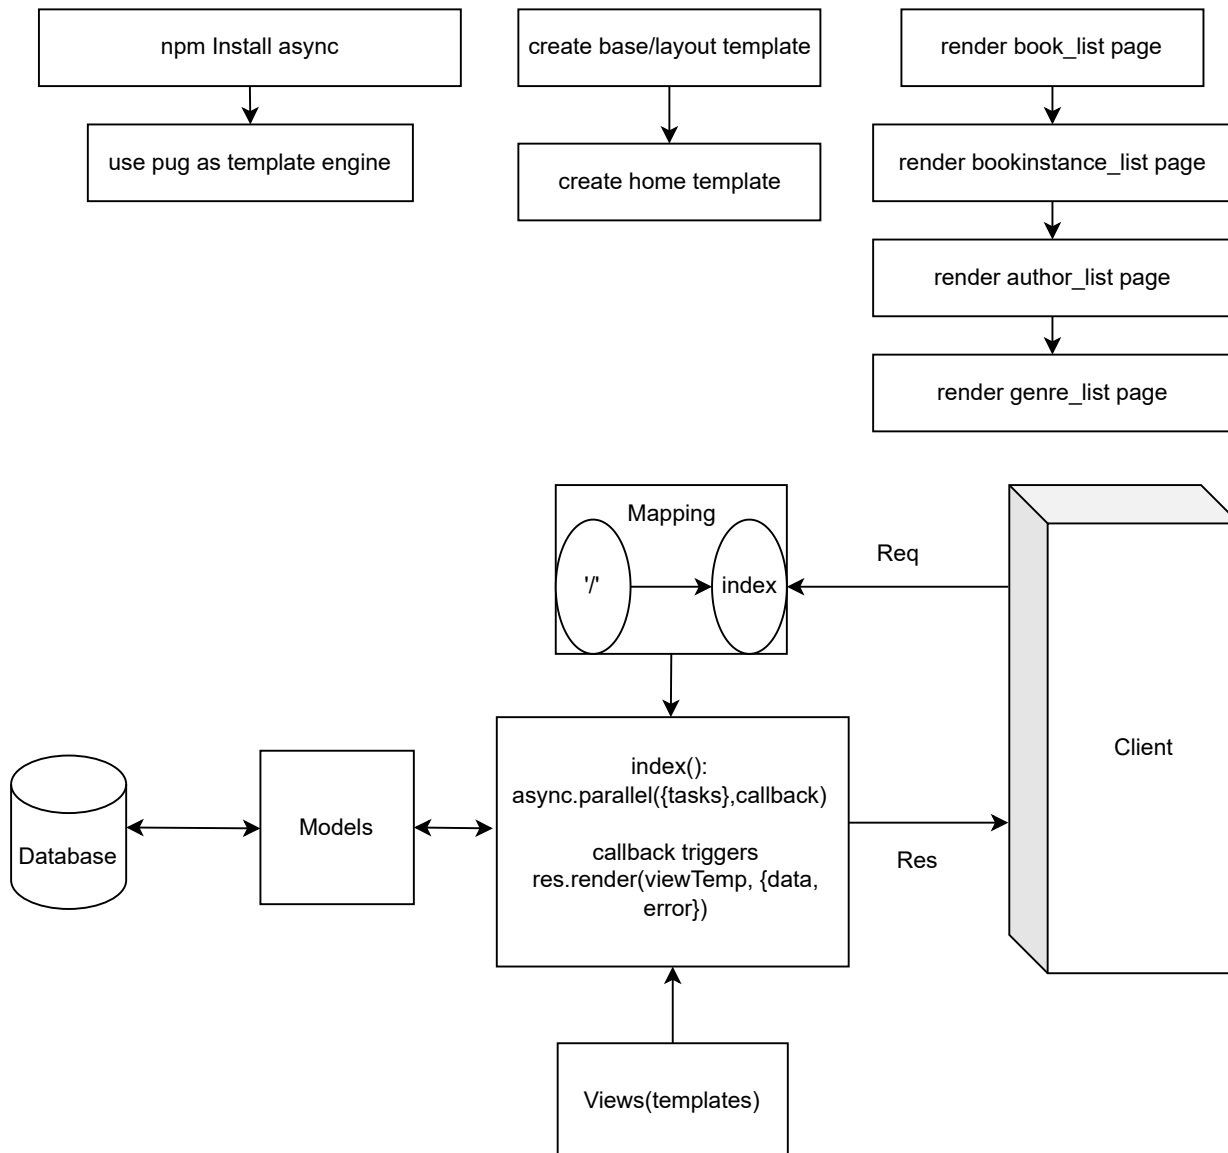 npm Install async
create base/layout template
render book_list page
use pug as template engine
create home template
render bookinstance_list page
render author_list page
render genre_list page
Mapping
'/'
index
Req
Client
index():
async.parallel({tasks},callback)
callback triggers
res.render(viewTemp, {data,
error})
Res
Models
Database
Views(templates)